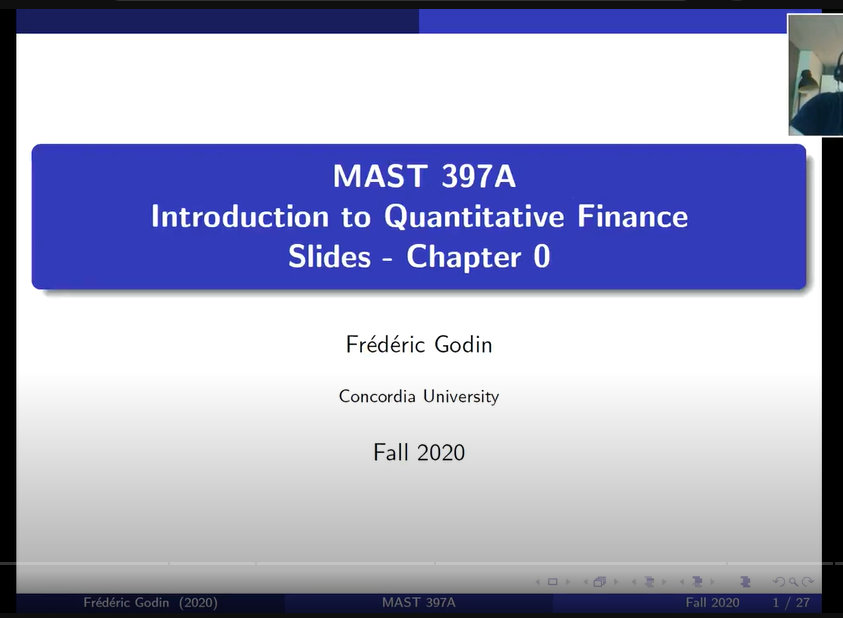 MAST 397A
Introduction to Quantitative Finance
Slides - Chapter 0
Frédéric Godin
Concordia University
Fall 2020
Frédéric Godin (2020) MAST 397A Fall 2020 1 / 27